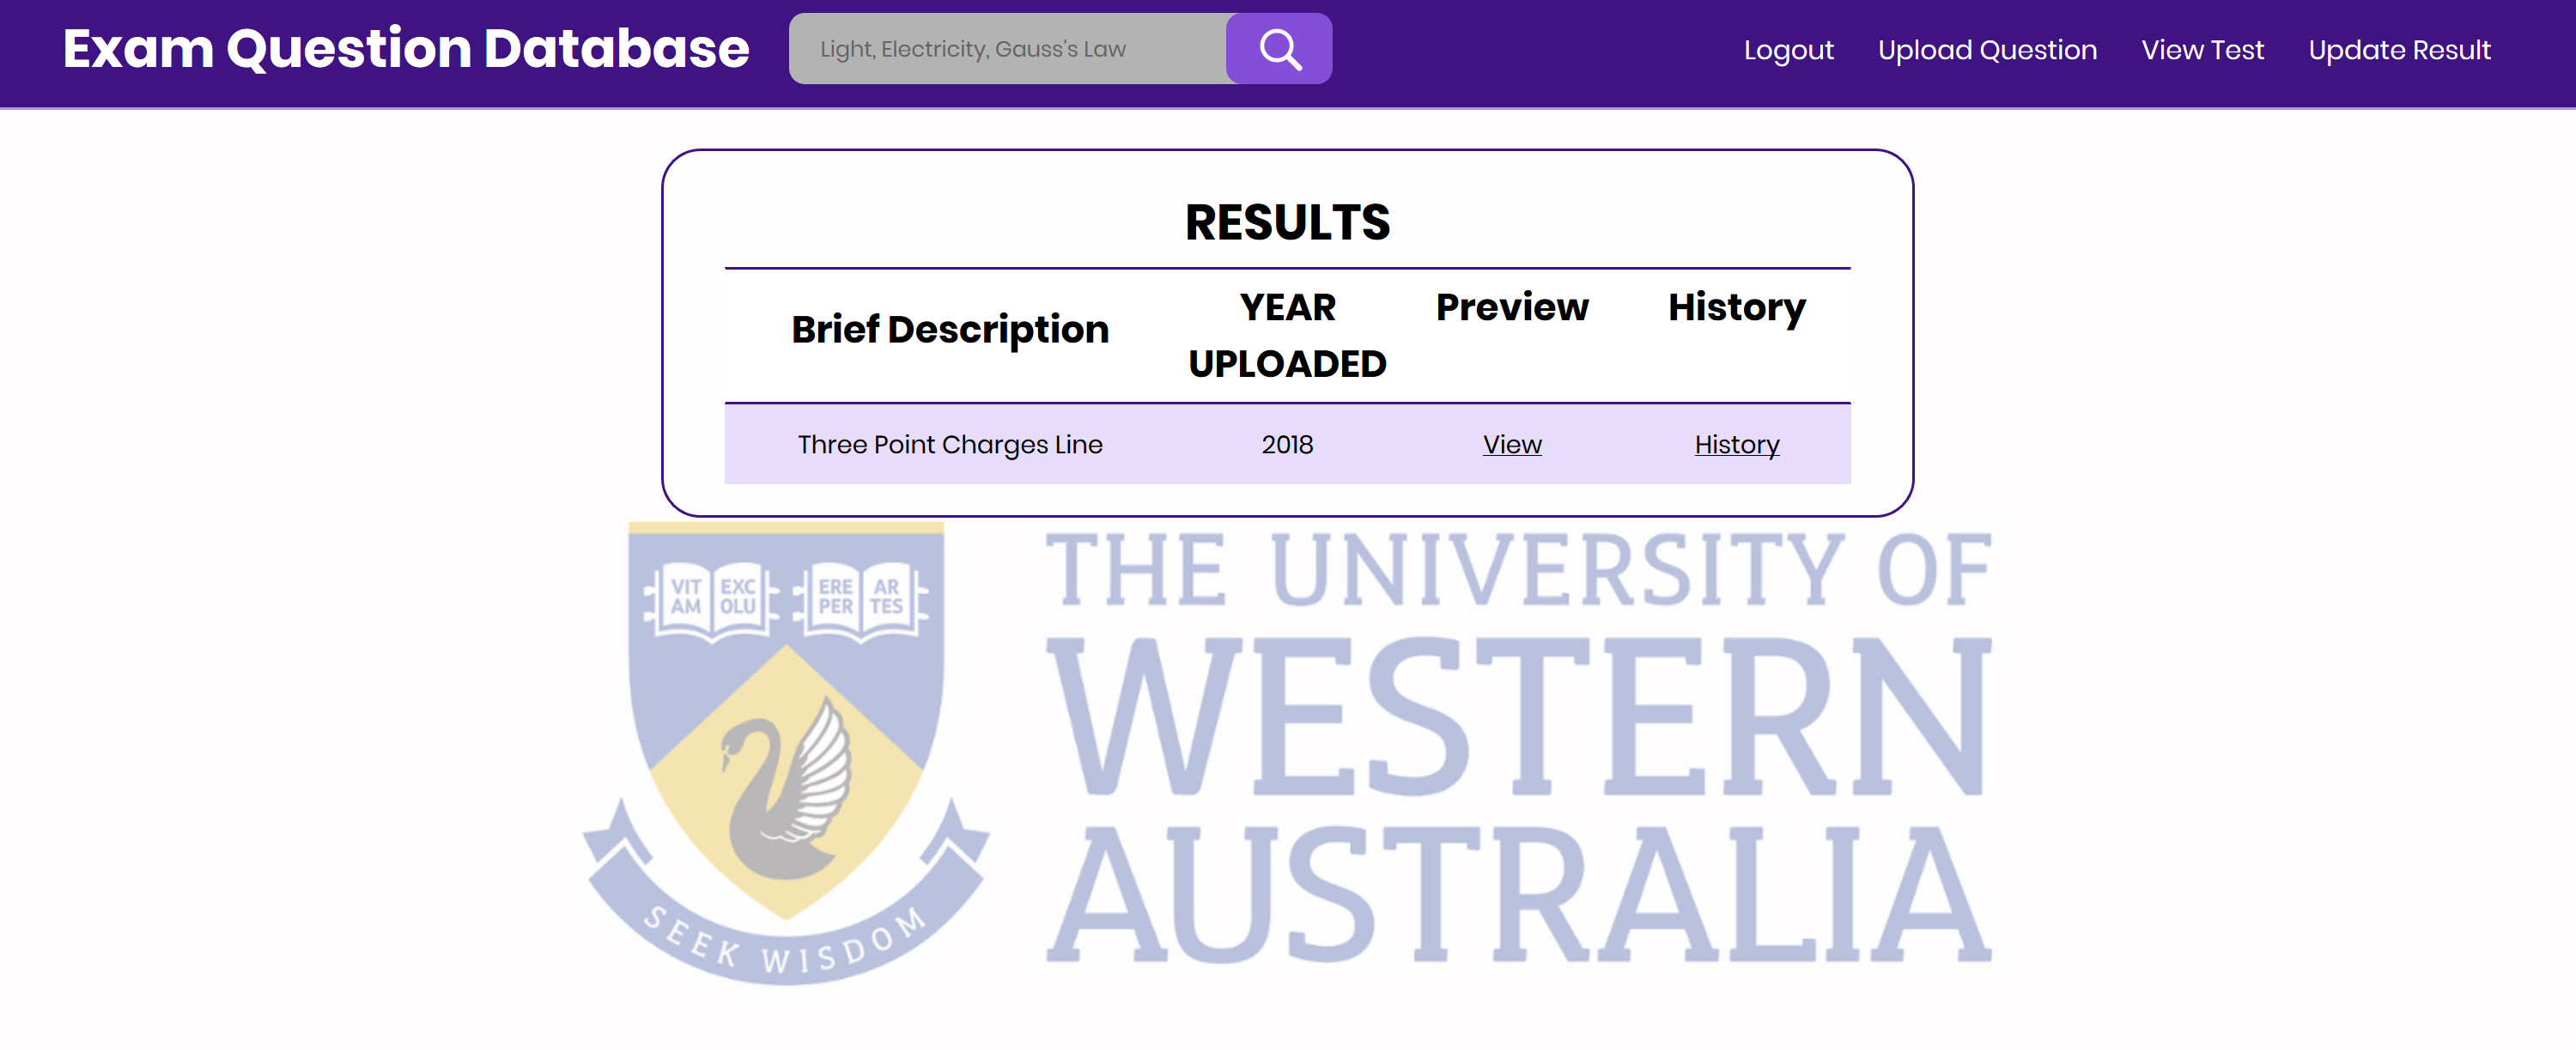 Exam Question Database
Light, Electricity, Gauss's Law
Logout Upload Question View Test Update Result
RESULTS
Brief Description YEAR UPLOADED Preview History
Three Point Charges Line 2018 View History
VIT AM EXC OLU ERE PER AR TES
SEEK WISDOM
THE UNIVERSITY OF
WESTERN
AUSTRALIA